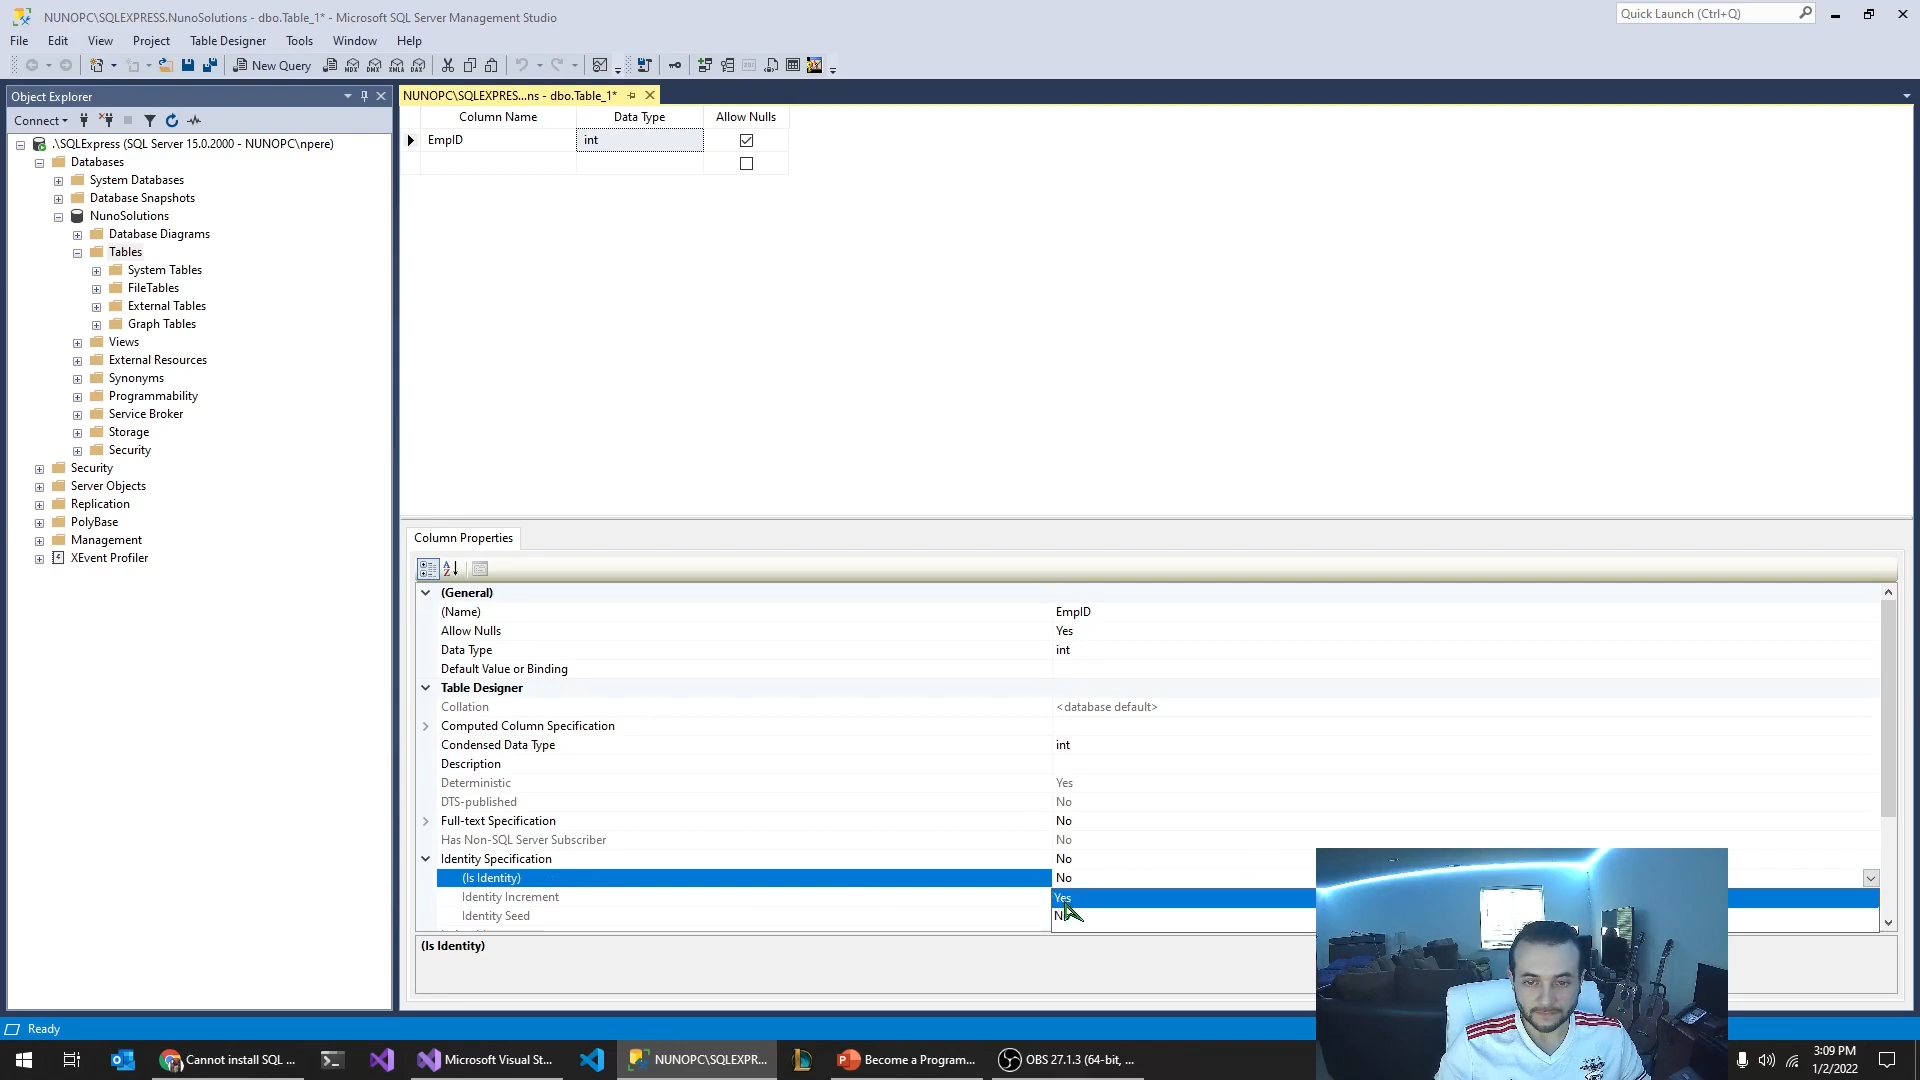 NUNOPC\SQLEXPRESS.NunoSolutions - dbo.Table_1* - Microsoft SQL Server Management Studio
Quick Launch (Ctrl+Q)
File Edit View Project Table Designer Tools Window Help
New Query
Object Explorer
Connect
.\SQLExpress (SQL Server 15.0.2000 - NUNOPC\npere)
Databases
System Databases
Database Snapshots
NunoSolutions
Database Diagrams
Tables
System Tables
FileTables
External Tables
Graph Tables
Views
External Resources
Synonyms
Programmability
Service Broker
Storage
Security
Security
Server Objects
Replication
PolyBase
Management
XEvent Profiler
NUNOPC\SQLEXPRES...ns - dbo.Table_1*
Column Name Data Type Allow Nulls
EmpID int
Column Properties
(General)
(Name) EmpID
Allow Nulls Yes
Data Type int
Default Value or Binding
Table Designer
Collation <database default>
Computed Column Specification
Condensed Data Type int
Description
Deterministic Yes
DTS-published No
Full-text Specification No
Has Non-SQL Server Subscriber No
Identity Specification No
(Is Identity) No
Identity Increment Yes
Identity Seed No
(Is Identity)
Ready
Cannot install SQL ...
Microsoft Visual St...
NUNOPC\SQLEXPR...
Become a Program...
OBS 27.1.3 (64-bit, ...
3:09 PM
1/2/2022